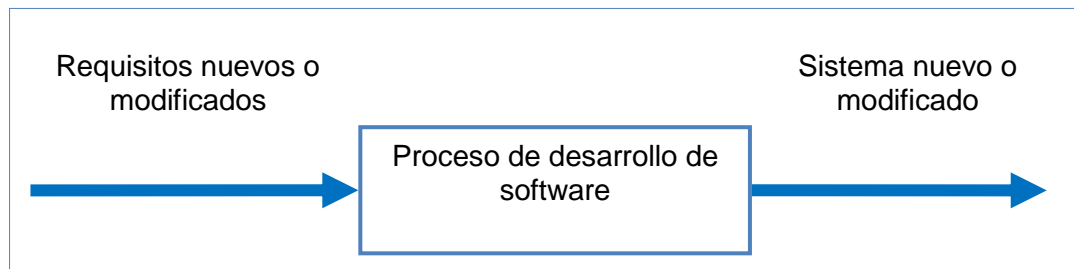 Requisitos nuevos o
modificados
Proceso de desarrollo de
software
Sistema nuevo o
modificado